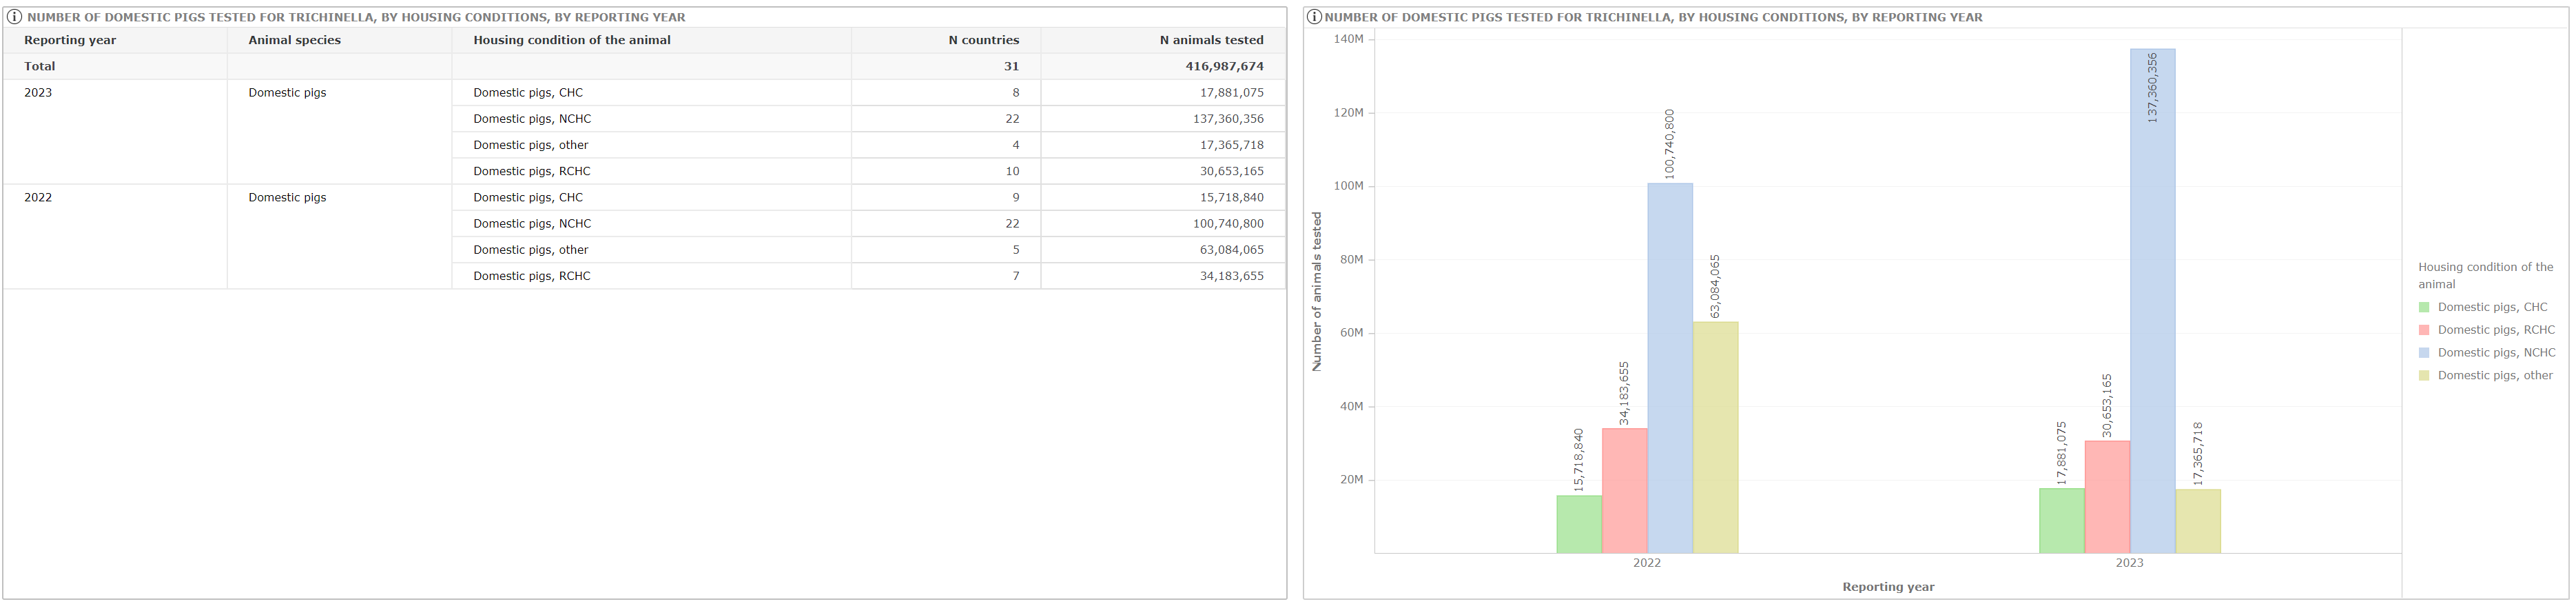 NUMBER OF DOMESTIC PIGS TESTED FOR TRICHINELLA, BY HOUSING CONDITIONS, BY REPORTING YEAR
Reporting year Animal species Housing condition of the animal N countries N animals tested
Total 31 416,987,674
2023 Domestic pigs Domestic pigs, CHC 8 17,881,075
Domestic pigs, NCHC 22 137,360,356
Domestic pigs, other 4 17,365,718
Domestic pigs, RCHC 10 30,653,165
2022 Domestic pigs Domestic pigs, CHC 9 15,718,840
Domestic pigs, NCHC 22 100,740,800
Domestic pigs, other 5 63,084,065
Domestic pigs, RCHC 7 34,183,655
NUMBER OF DOMESTIC PIGS TESTED FOR TRICHINELLA, BY HOUSING CONDITIONS, BY REPORTING YEAR
Number of animals tested
140M
120M
100M
80M
60M
40M
20M
15,718,840
34,183,655
100,740,800
63,084,065
17,881,075
30,653,165
137,360,356
17,365,718
2022 2023
Reporting year
Housing condition of the
animal
Domestic pigs, CHC
Domestic pigs, RCHC
Domestic pigs, NCHC
Domestic pigs, other